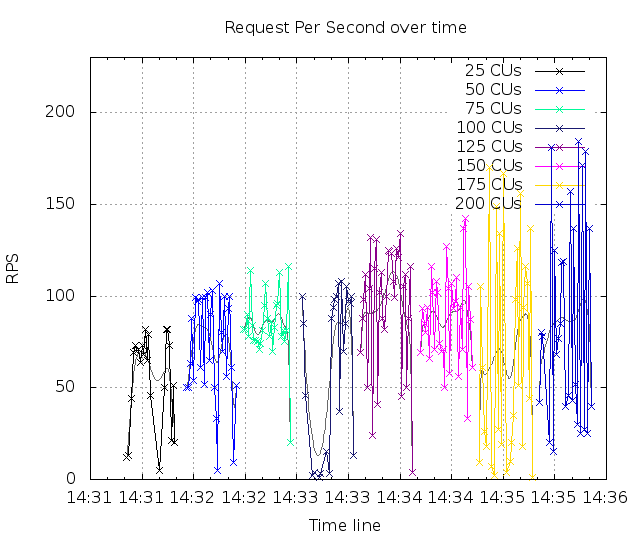 Request Per Second over time
25 CUs
50 CUs
75 CUs
100 CUs
125 CUs
150 CUs
175 CUs
200 CUs
200
150
100
50
0
RPS
14:31 14:31 14:32 14:32 14:33 14:33 14:34 14:34 14:35 14:35 14:36
Time line